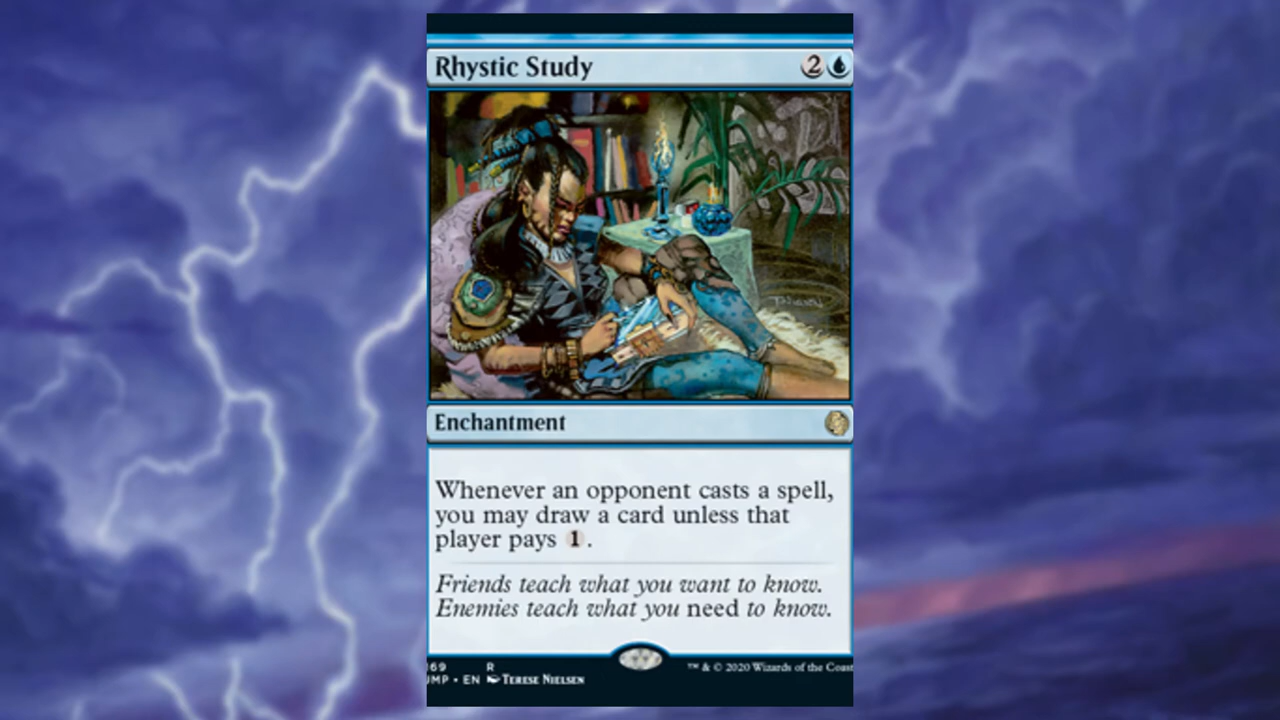 Rhystic Study 2
Enchantment
Whenever an opponent casts a spell,
you may draw a card unless that
player pays 1.
Friends teach what you want to know.
Enemies teach what you need to know.
R
EN TERESE NIELSEN
™ & © 2020 Wizards of the Coast